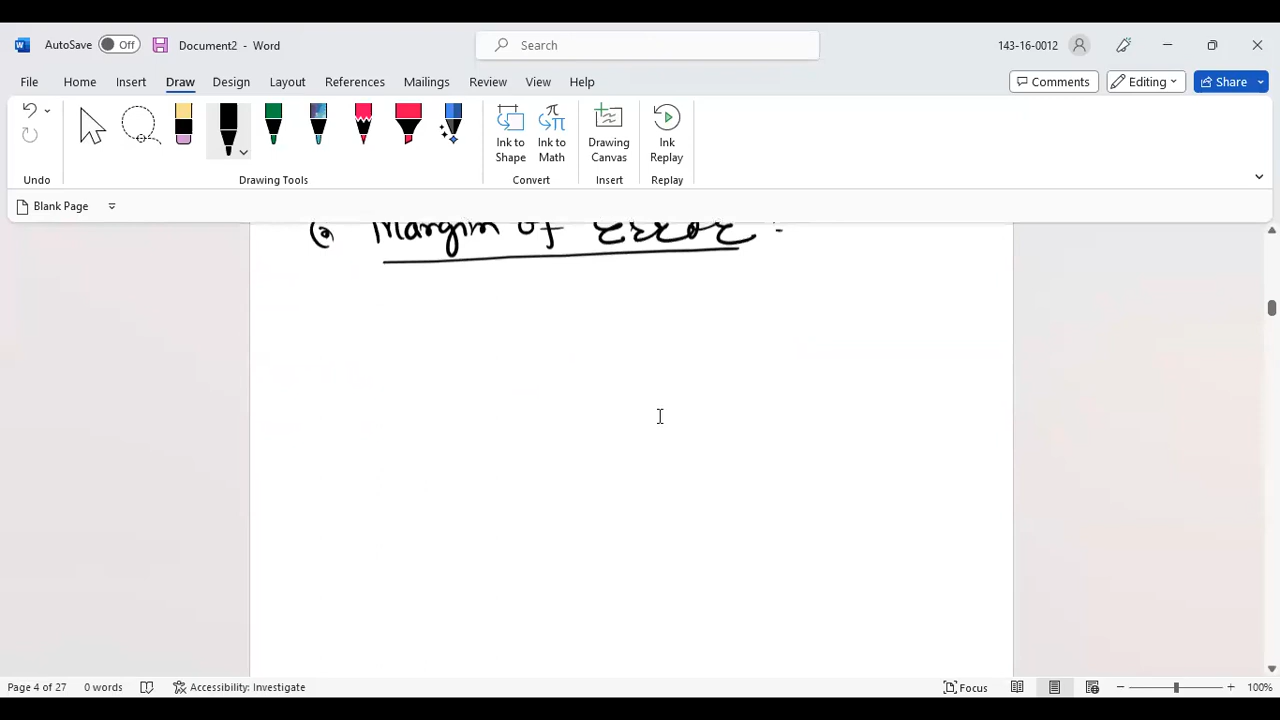 AutoSave Off Document2 - Word Search 143-16-0012
File Home Insert Draw Design Layout References Mailings Review View Help Comments Editing Share
Ink to Shape Ink to Math Drawing Canvas Ink Replay
Undo Drawing Tools Convert Insert Replay
Blank Page
Margin of Error :
Page 4 of 27 0 words Accessibility: Investigate Focus 100%